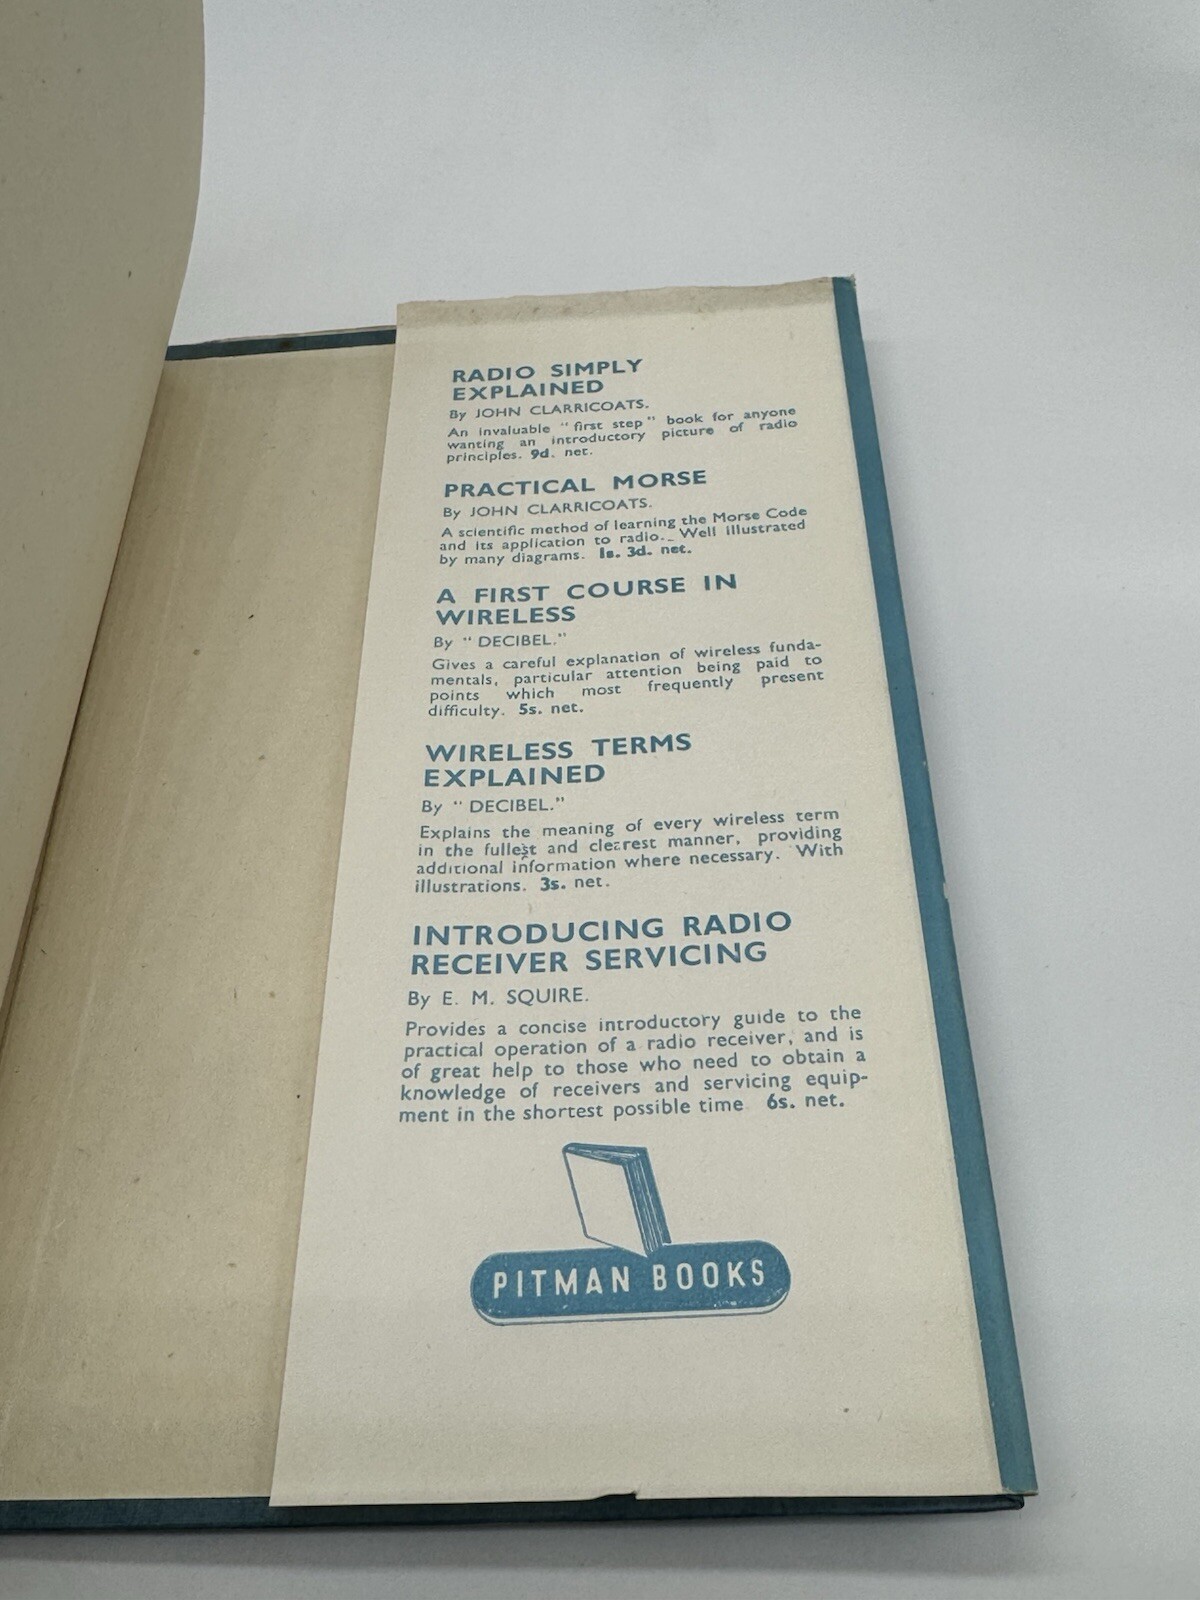 RADIO SIMPLY
EXPLAINED
By JOHN CLARRICOATS.
An invaluable "first step" book for anyone
wanting an introductory picture of radio
principles. 9d. net.
PRACTICAL MORSE
By JOHN CLARRICOATS.
A scientific method of learning the Morse Code
and its application to radio. Well illustrated
by many diagrams. 1s. 3d. net.
A FIRST COURSE IN
WIRELESS
By "DECIBEL."
Gives a careful explanation of wireless funda-
mentals, particular attention being paid to
points which most frequently present
difficulty. 5s. net.
WIRELESS TERMS
EXPLAINED
By "DECIBEL."
Explains the meaning of every wireless term
in the fullest and clearest manner, providing
additional information where necessary. With
illustrations. 3s. net.
INTRODUCING RADIO
RECEIVER SERVICING
By E. M. SQUIRE.
Provides a concise introductory guide to the
practical operation of a radio receiver, and is
of great help to those who need to obtain a
knowledge of receivers and servicing equip-
ment in the shortest possible time 6s. net.
PITMAN BOOKS